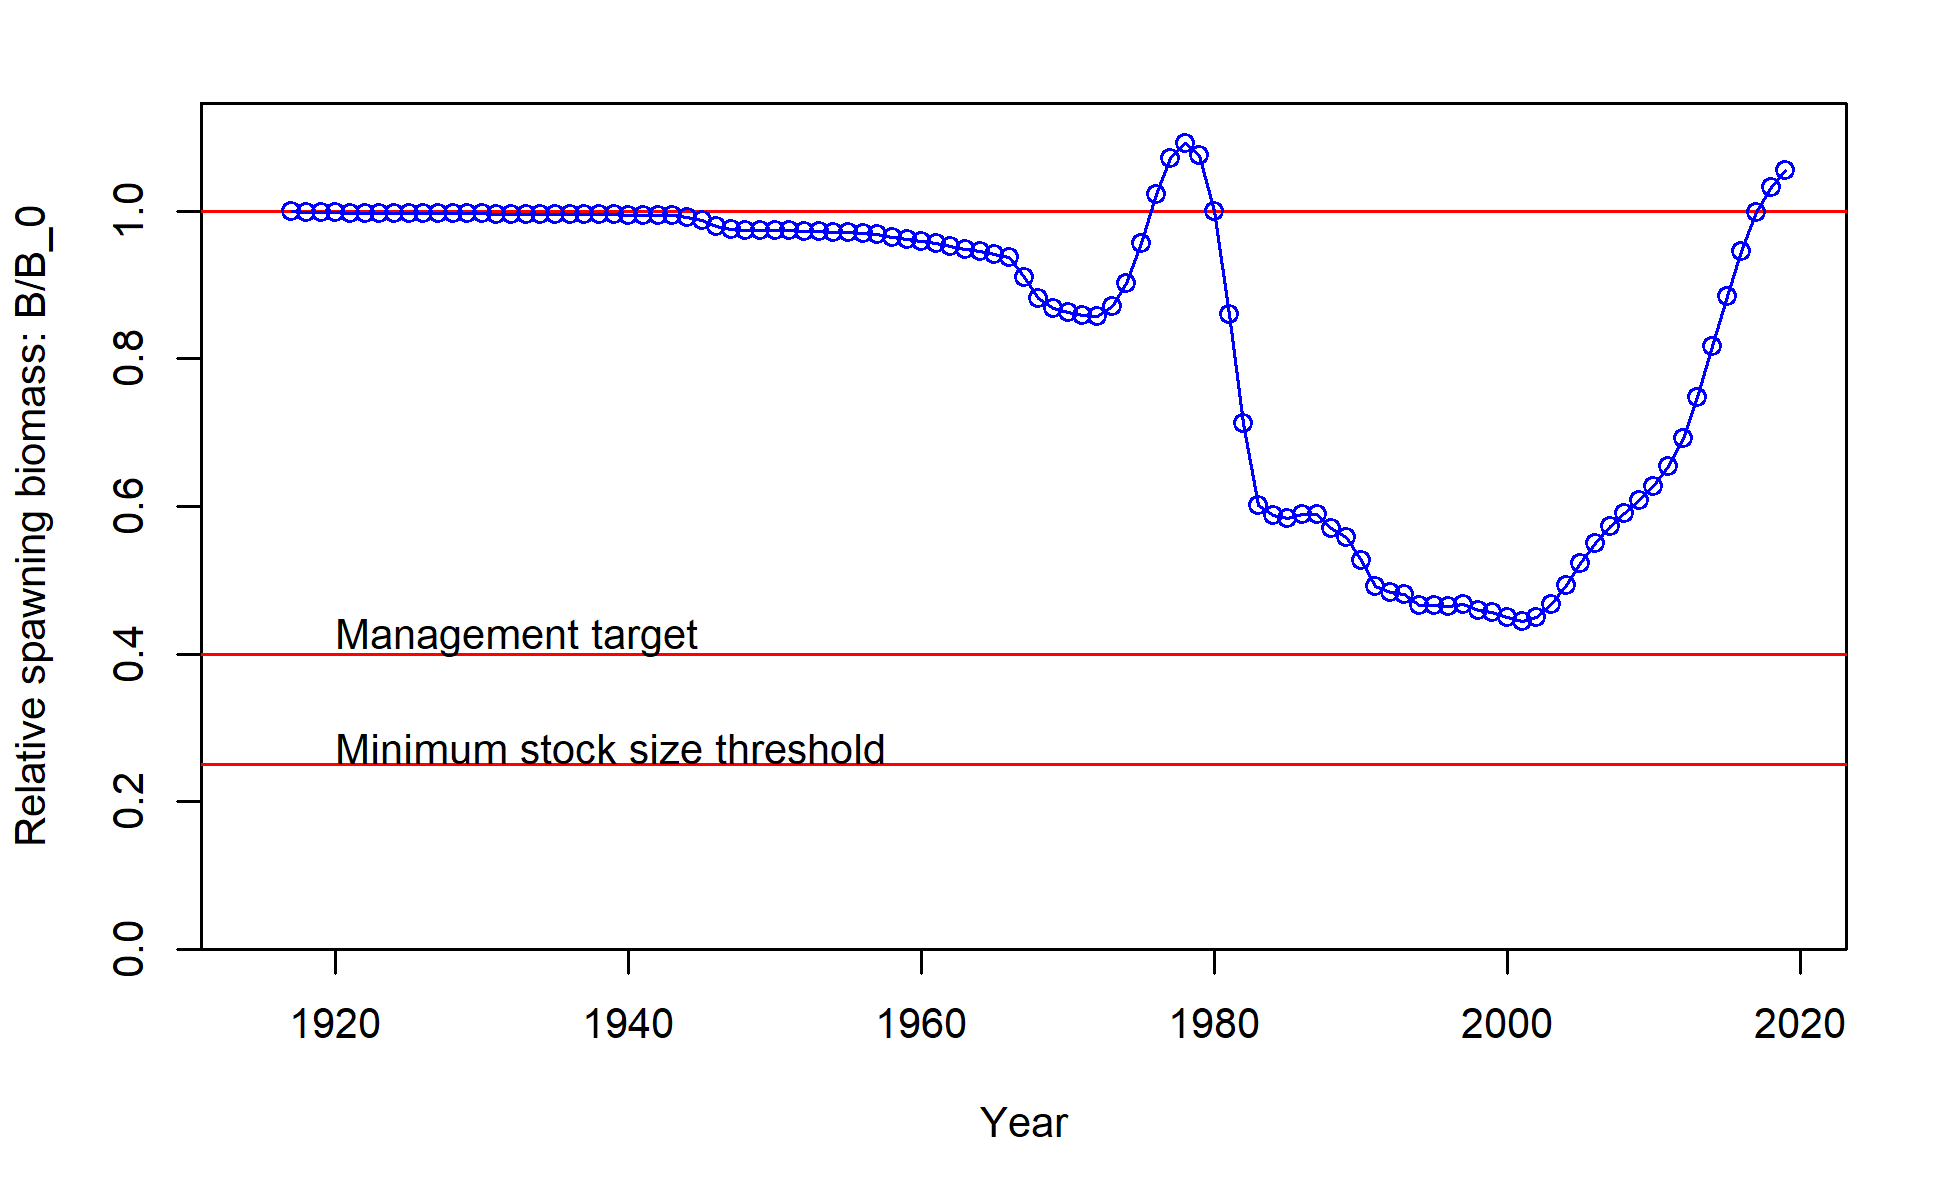 Relative spawning biomass: B/B_0
1.0
0.8
0.6
0.4
0.2
0.0
Management target
Minimum stock size threshold
1920 1940 1960 1980 2000 2020
Year